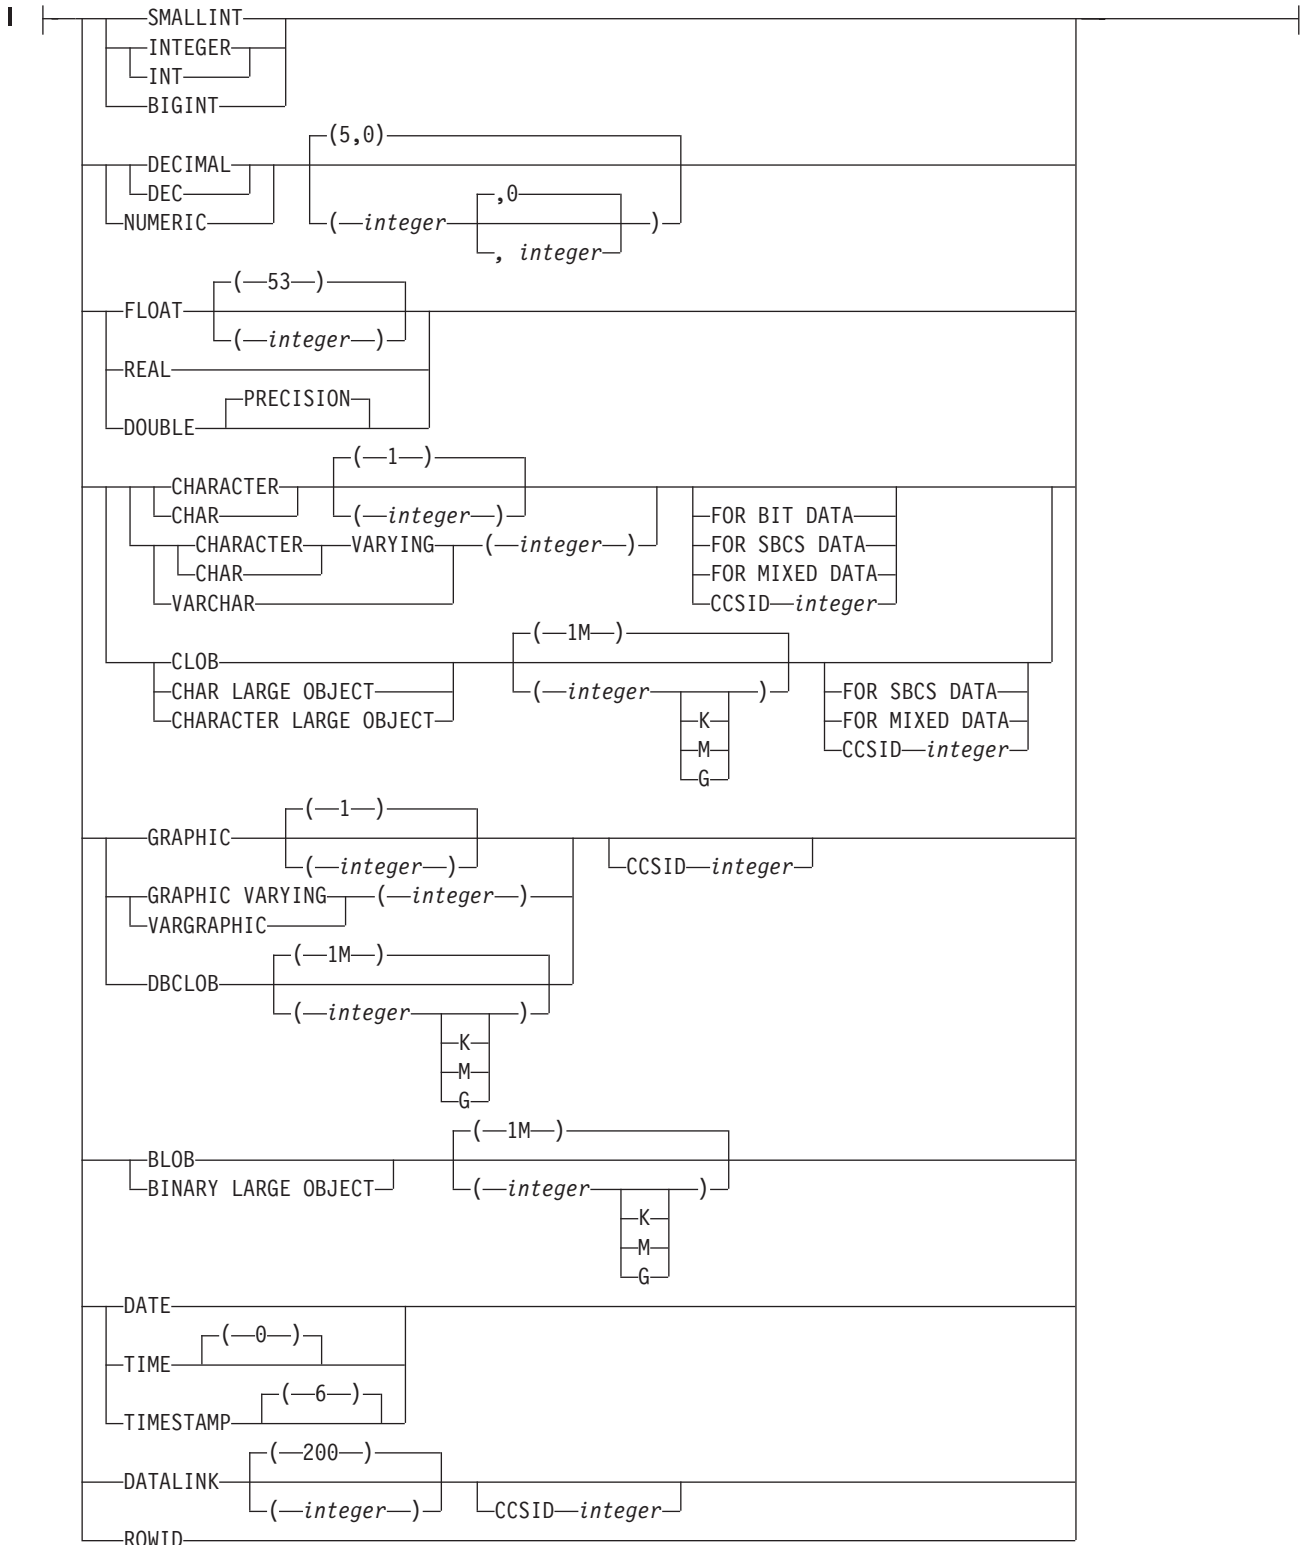 SMALLINT
INTEGER
INT
BIGINT
(5,0)
DECIMAL
DEC
,0
NUMERIC
( integer )
, integer
( 53 )
FLOAT
( integer )
REAL
PRECISION
DOUBLE
( 1 )
CHARACTER
CHAR ( integer ) FOR BIT DATA
CHARACTER VARYING ( integer ) FOR SBCS DATA
CHAR FOR MIXED DATA
VARCHAR CCSID integer
( 1M )
CLOB
CHAR LARGE OBJECT ( integer ) FOR SBCS DATA
CHARACTER LARGE OBJECT K FOR MIXED DATA
M CCSID integer
G
( 1 )
GRAPHIC
( integer ) CCSID integer
GRAPHIC VARYING ( integer )
VARGRAPHIC
( 1M )
DBCLOB
( integer )
K
M
G
( 1M )
BLOB
BINARY LARGE OBJECT ( integer )
K
M
G
DATE
( 0 )
TIME
( 6 )
TIMESTAMP
( 200 )
DATALINK
( integer ) CCSID integer
ROWID